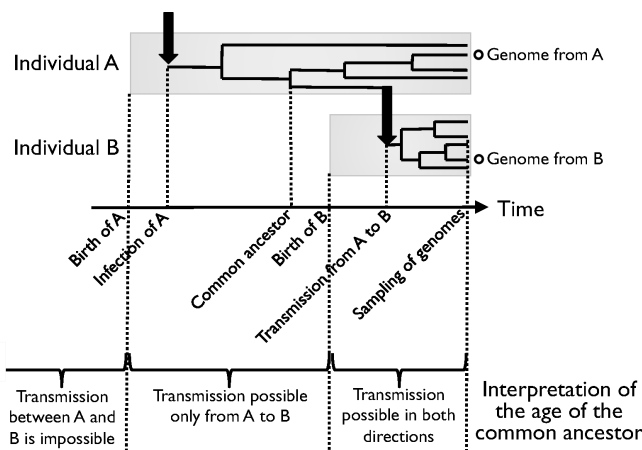 Individual A
Genome from A
Individual B
Genome from B
Time
Birth of A
Infection of A
Common ancestor
Birth of B
Transmission from A to B
Sampling of genomes
Transmission
between A and
B is impossible
Transmission possible
only from A to B
Transmission
possible in both
directions
Interpretation of
the age of the
common ancestor